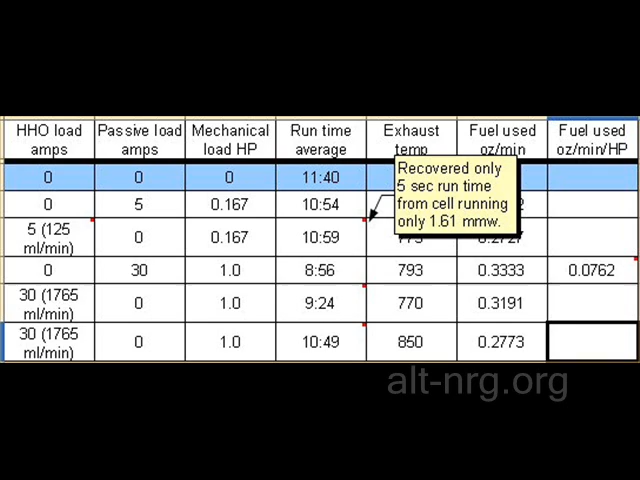 HHO load amps Passive load amps Mechanical load HP Run time average Exhaust temp Fuel used oz/min Fuel used oz/min/HP
0 0 0 11:40
0 5 0.167 10:54
5 (125 ml/min) 0 0.167 10:59
0 30 1.0 8:56 793 0.3333 0.0762
30 (1765 ml/min) 0 1.0 9:24 770 0.3191
30 (1765 ml/min) 0 1.0 10:49 850 0.2773
Recovered only
5 sec run time
from cell running
only 1.61 mmw.
alt-nrg.org